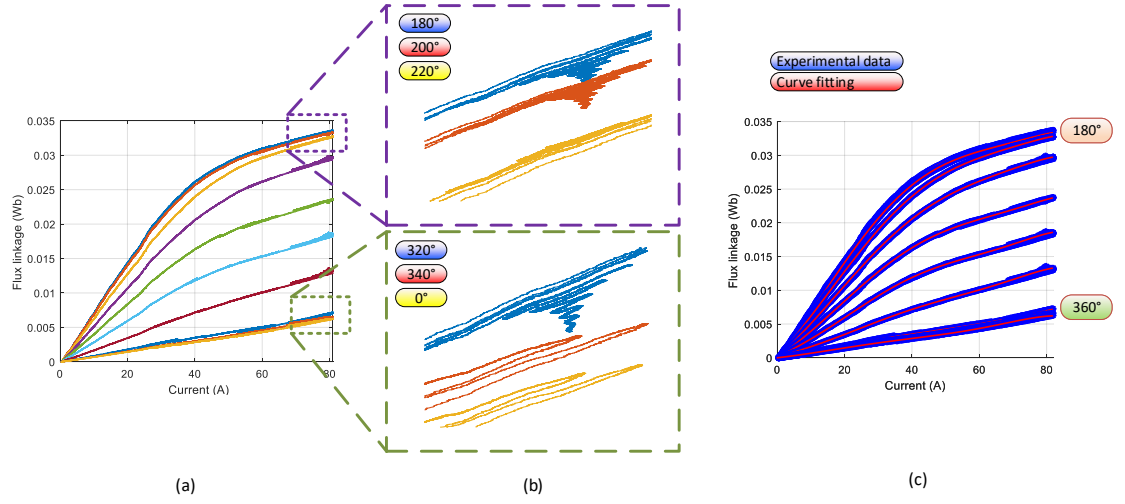 180°
200°
220°
320°
340°
0°
Experimental data
Curve fitting
0.035
0.03
0.025
0.02
0.015
0.01
0.005
0
Flux linkage (Wb)
0 20 40 60 80
Current (A)
0.035
0.03
0.025
0.02
0.015
0.01
0.005
0
Flux linkage (Wb)
0 20 40 60 80
Current (A)
180°
360°
(a)
(b)
(c)